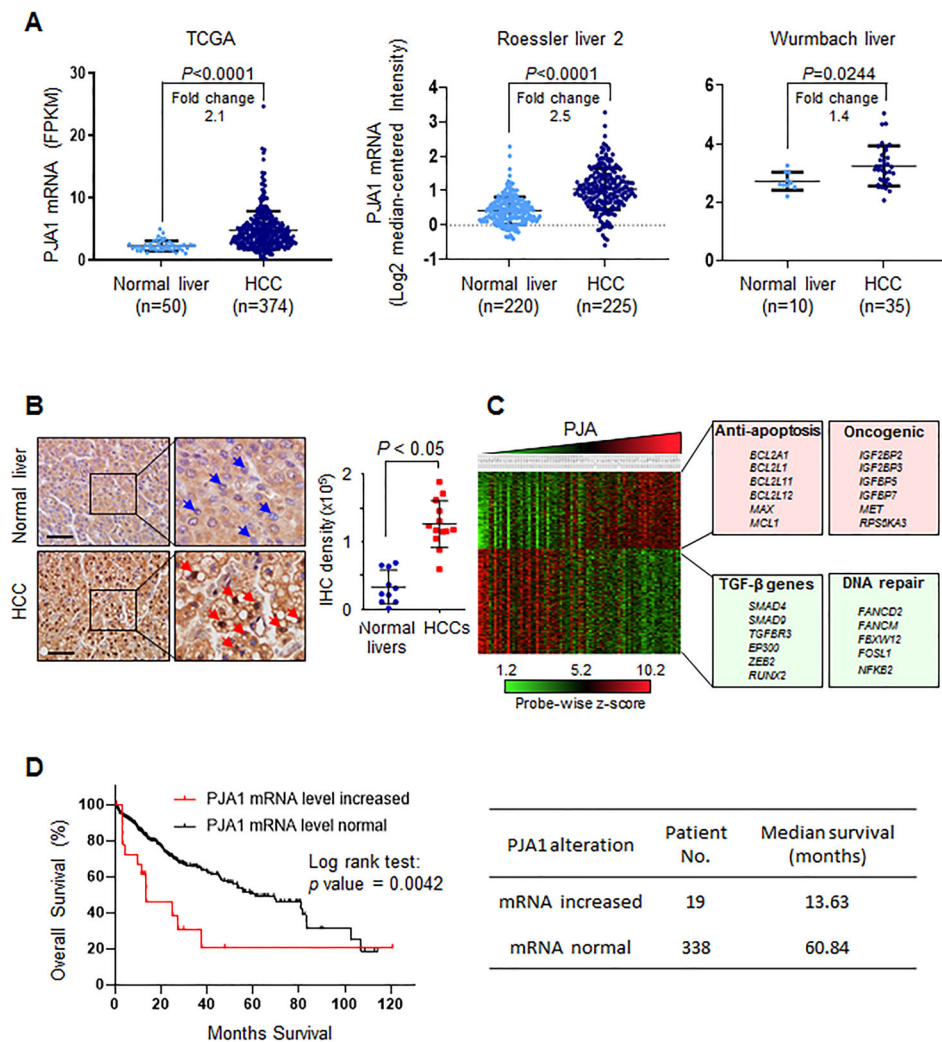 A
TCGA
P<0.0001
Fold change
2.1
PJA1 mRNA (FPKM)
30
20
10
0
Normal liver
(n=50)
HCC
(n=374)
Roessler liver 2
P<0.0001
Fold change
2.5
PJA1 mRNA
(Log2 median-centered Intensity)
4
3
2
1
0
-1
Normal liver
(n=220)
HCC
(n=225)
Wurmbach liver
P=0.0244
Fold change
1.4
6
4
2
0
Normal liver
(n=10)
HCC
(n=35)
B
Normal liver
HCC
P < 0.05
IHC density (x10⁵)
2
1
0
Normal
livers
HCCs
C
PJA
1.2 5.2 10.2
Probe-wise z-score
Anti-apoptosis
BCL2A1
BCL2L1
BCL2L11
BCL2L12
MAX
MCL1
Oncogenic
IGF2BP2
IGF2BP3
IGFBP5
IGFBP7
MET
RPS6KA3
TGF-β genes
SMAD4
SMAD9
TGFBR3
EP300
ZEB2
RUNX2
DNA repair
FANCD2
FANCM
FBXW12
FOSL1
NFKB2
D
PJA1 mRNA level increased
PJA1 mRNA level normal
Log rank test:
p value = 0.0042
Overall Survival (%)
100
80
60
40
20
0
0 20 40 60 80 100 120
Months Survival
PJA1 alteration Patient No. Median survival (months)
mRNA increased 19 13.63
mRNA normal 338 60.84